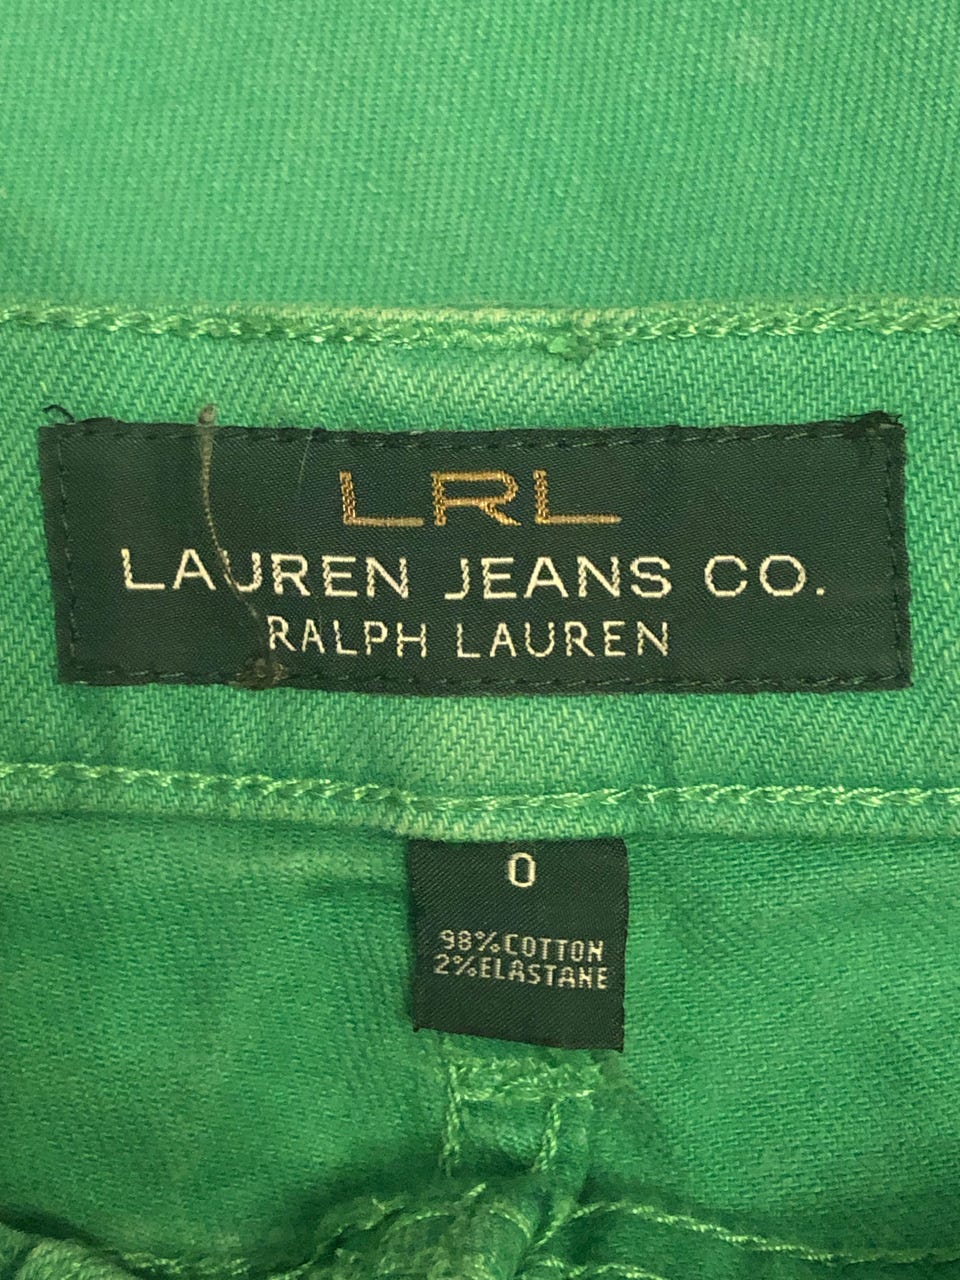 LRL
LAUREN JEANS CO.
RALPH LAUREN
0
98% COTTON
2% ELASTANE